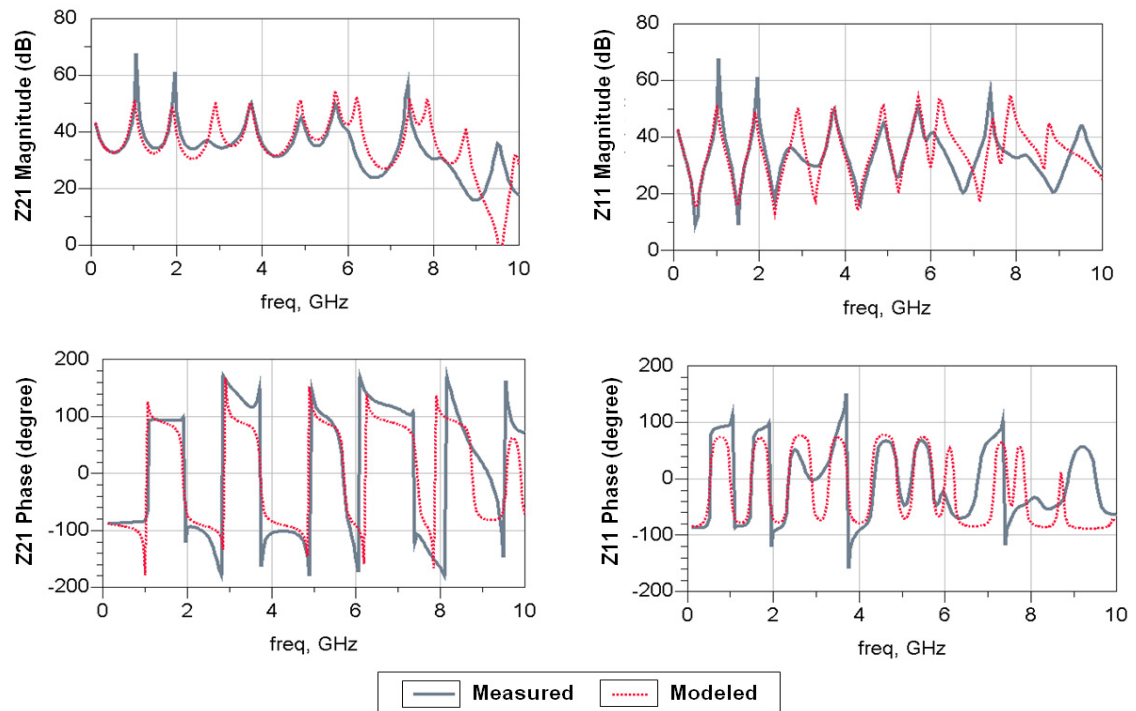 Z21 Magnitude (dB)
80
60
40
20
0
0 2 4 6 8 10
freq, GHz
Z11 Magnitude (dB)
80
60
40
20
0
0 2 4 6 8 10
freq, GHz
Z21 Phase (degree)
200
100
0
-100
-200
0 2 4 6 8 10
freq, GHz
Z11 Phase (degree)
200
100
0
-100
-200
0 2 4 6 8 10
freq, GHz
Measured Modeled